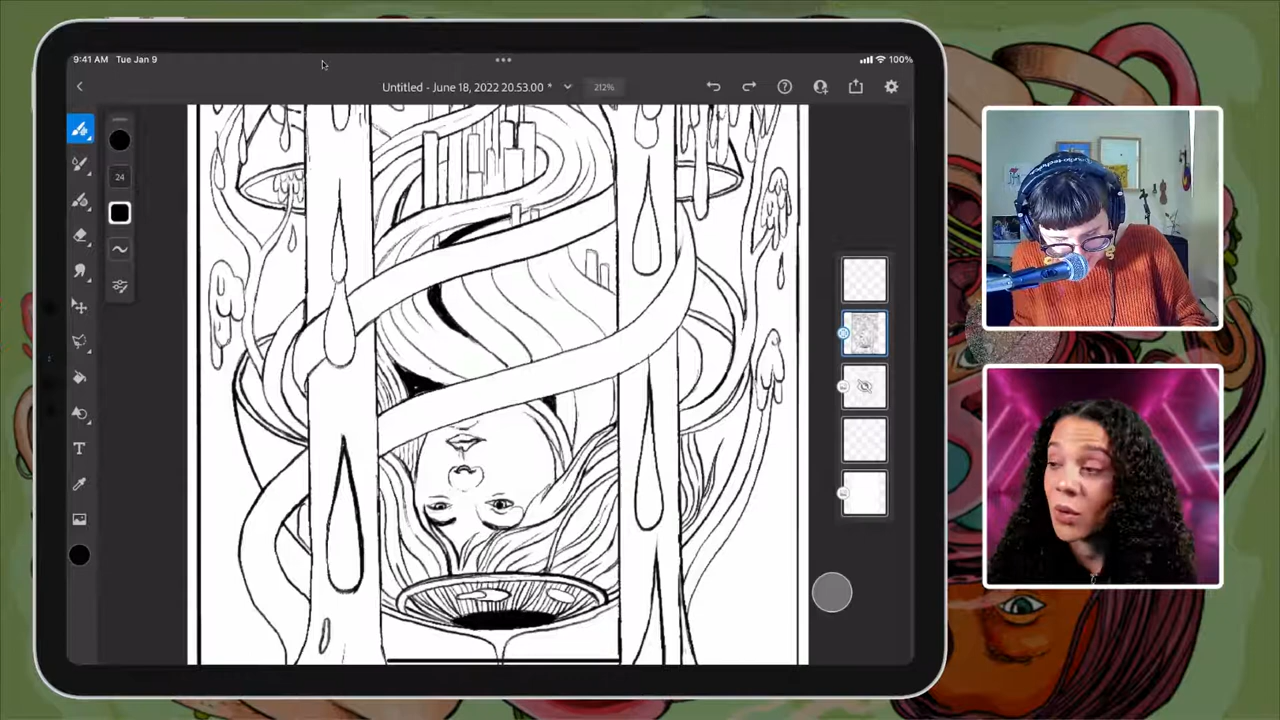 9:41 AM Tue Jan 9
100%
Untitled - June 18, 2022 20.53.00 *
212%
24
T